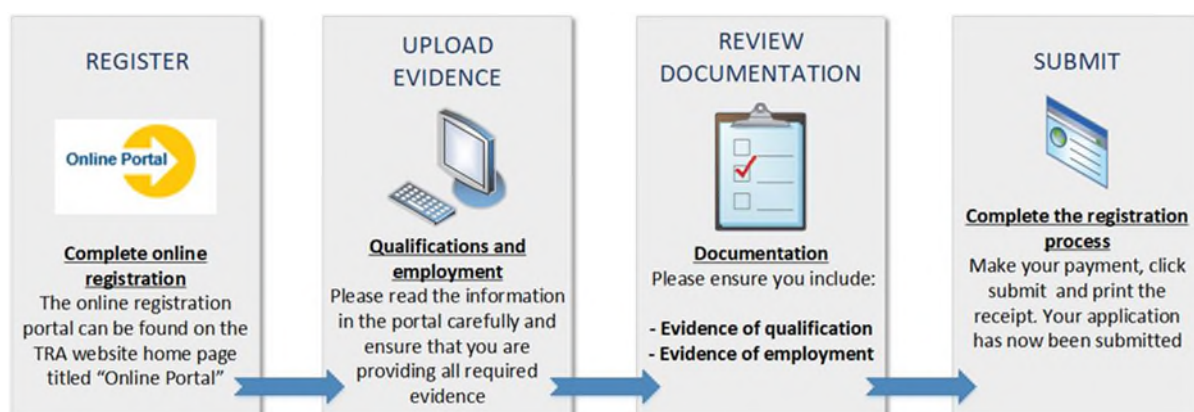 REGISTER
Online Portal
Complete online
registration
The online registration
portal can be found on the
TRA website home page
titled “Online Portal”
UPLOAD
EVIDENCE
Qualifications and
employment
Please read the information
in the portal carefully and
ensure that you are
providing all required
evidence
REVIEW
DOCUMENTATION
Documentation
Please ensure you include:
- Evidence of qualification
- Evidence of employment
SUBMIT
Complete the registration
process
Make your payment, click
submit and print the
receipt. Your application
has now been submitted